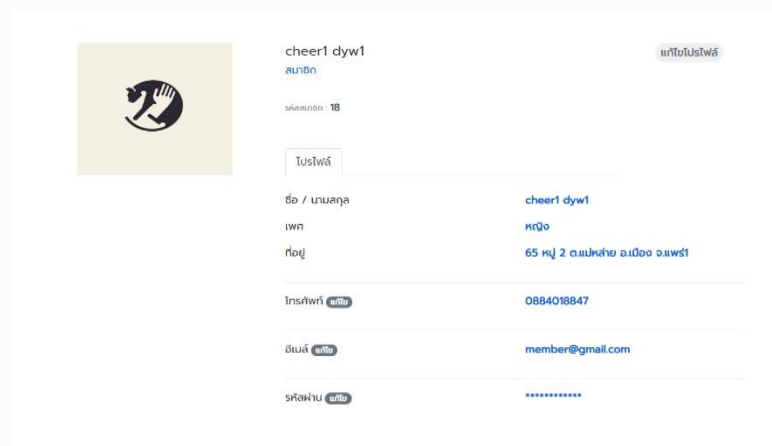 cheer1 dyw1
แก้ไขโปรไฟล์
สมาชิก
รหัสสมาชิก : 18
โปรไฟล์
ชื่อ / นามสกุล cheer1 dyw1
เพศ หญิง
ที่อยู่ 65 หมู่ 2 ต.แม่หล่าย อ.เมือง จ.แพร่1
โทรศัพท์ แก้ไข 0884018847
อีเมล์ แก้ไข member@gmail.com
รหัสผ่าน แก้ไข ************